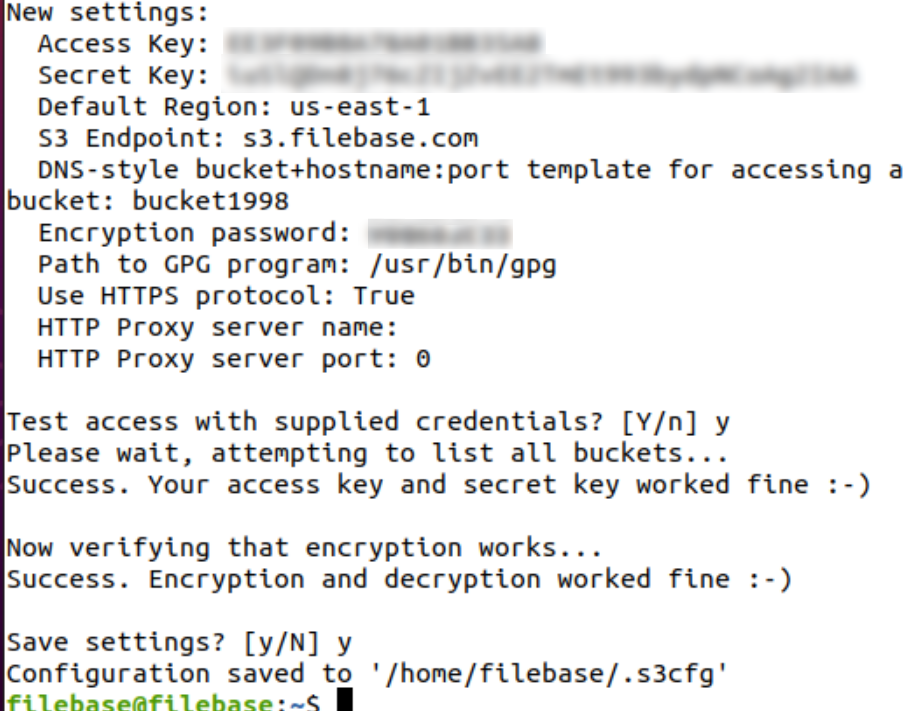 New settings:
Access Key:
Secret Key:
Default Region: us-east-1
S3 Endpoint: s3.filebase.com
DNS-style bucket+hostname:port template for accessing a
bucket: bucket1998
Encryption password:
Path to GPG program: /usr/bin/gpg
Use HTTPS protocol: True
HTTP Proxy server name:
HTTP Proxy server port: 0
Test access with supplied credentials? [Y/n] y
Please wait, attempting to list all buckets...
Success. Your access key and secret key worked fine :-)
Now verifying that encryption works...
Success. Encryption and decryption worked fine :-)
Save settings? [y/N] y
Configuration saved to '/home/filebase/.s3cfg'
filebase@filebase:~$